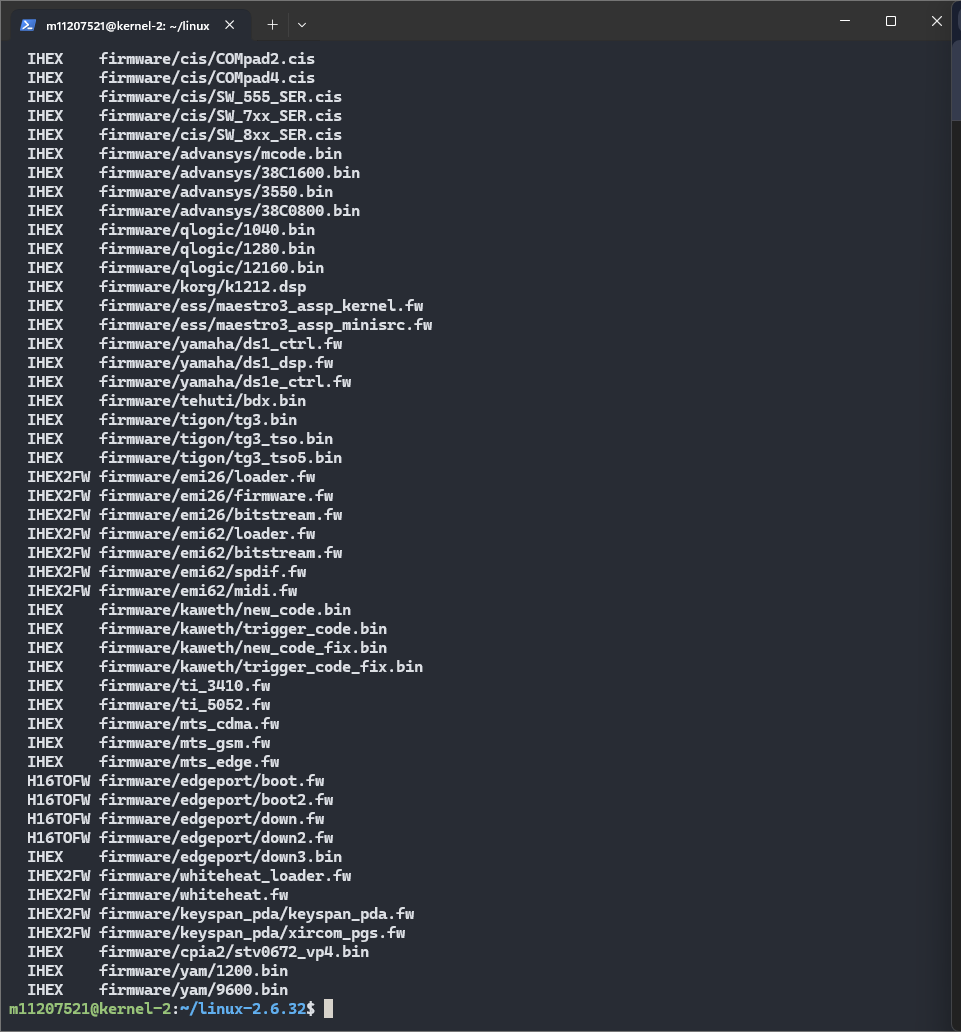 m11207521@kernel-2: ~/linux
IHEX firmware/cis/COMpad2.cis
IHEX firmware/cis/COMpad4.cis
IHEX firmware/cis/SW_555_SER.cis
IHEX firmware/cis/SW_7xx_SER.cis
IHEX firmware/cis/SW_8xx_SER.cis
IHEX firmware/advansys/mcode.bin
IHEX firmware/advansys/38C1600.bin
IHEX firmware/advansys/3550.bin
IHEX firmware/advansys/38C0800.bin
IHEX firmware/qlogic/1040.bin
IHEX firmware/qlogic/1280.bin
IHEX firmware/qlogic/12160.bin
IHEX firmware/korg/k1212.dsp
IHEX firmware/ess/maestro3_assp_kernel.fw
IHEX firmware/ess/maestro3_assp_minisrc.fw
IHEX firmware/yamaha/ds1_ctrl.fw
IHEX firmware/yamaha/ds1_dsp.fw
IHEX firmware/yamaha/ds1e_ctrl.fw
IHEX firmware/tehuti/bdx.bin
IHEX firmware/tigon/tg3.bin
IHEX firmware/tigon/tg3_tso.bin
IHEX firmware/tigon/tg3_tso5.bin
IHEX2FW firmware/emi26/loader.fw
IHEX2FW firmware/emi26/firmware.fw
IHEX2FW firmware/emi26/bitstream.fw
IHEX2FW firmware/emi62/loader.fw
IHEX2FW firmware/emi62/bitstream.fw
IHEX2FW firmware/emi62/spdif.fw
IHEX2FW firmware/emi62/midi.fw
IHEX firmware/kaweth/new_code.bin
IHEX firmware/kaweth/trigger_code.bin
IHEX firmware/kaweth/new_code_fix.bin
IHEX firmware/kaweth/trigger_code_fix.bin
IHEX firmware/ti_3410.fw
IHEX firmware/ti_5052.fw
IHEX firmware/mts_cdma.fw
IHEX firmware/mts_gsm.fw
IHEX firmware/mts_edge.fw
H16TOFW firmware/edgeport/boot.fw
H16TOFW firmware/edgeport/boot2.fw
H16TOFW firmware/edgeport/down.fw
H16TOFW firmware/edgeport/down2.fw
IHEX firmware/edgeport/down3.bin
IHEX2FW firmware/whiteheat_loader.fw
IHEX2FW firmware/whiteheat.fw
IHEX2FW firmware/keyspan_pda/keyspan_pda.fw
IHEX2FW firmware/keyspan_pda/xircom_pgs.fw
IHEX firmware/cpia2/stv0672_vp4.bin
IHEX firmware/yam/1200.bin
IHEX firmware/yam/9600.bin
m11207521@kernel-2:~/linux-2.6.32$